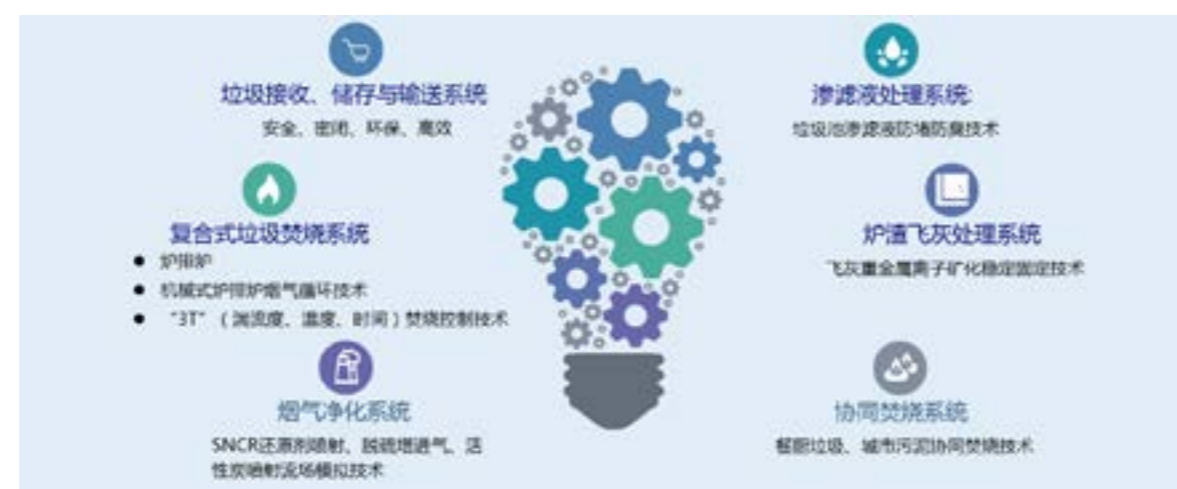 垃圾接收、储存与输送系统
安全、密闭、环保、高效
复合式垃圾焚烧系统
炉排炉
机械式炉排炉烟气循环技术
“3T”（湍流度、温度、时间）焚烧控制技术
烟气净化系统
SNCR还原剂喷射、脱硫增进气、活
性炭喷射流场模拟技术
渗滤液处理系统
垃圾池渗滤液防堵防臭技术
炉渣飞灰处理系统
飞灰重金属离子矿化稳定固定技术
协同焚烧系统
餐厨垃圾、城市污泥协同焚烧技术